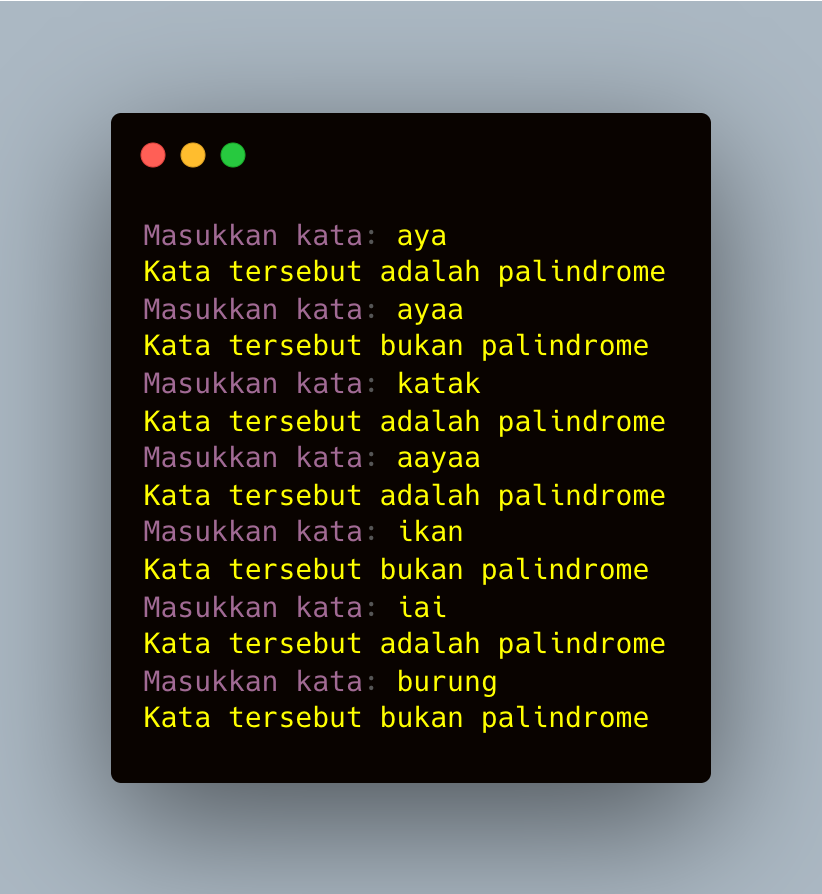 Masukkan kata: aya
Kata tersebut adalah palindrome
Masukkan kata: ayaa
Kata tersebut bukan palindrome
Masukkan kata: katak
Kata tersebut adalah palindrome
Masukkan kata: aayaa
Kata tersebut adalah palindrome
Masukkan kata: ikan
Kata tersebut bukan palindrome
Masukkan kata: iai
Kata tersebut adalah palindrome
Masukkan kata: burung
Kata tersebut bukan palindrome